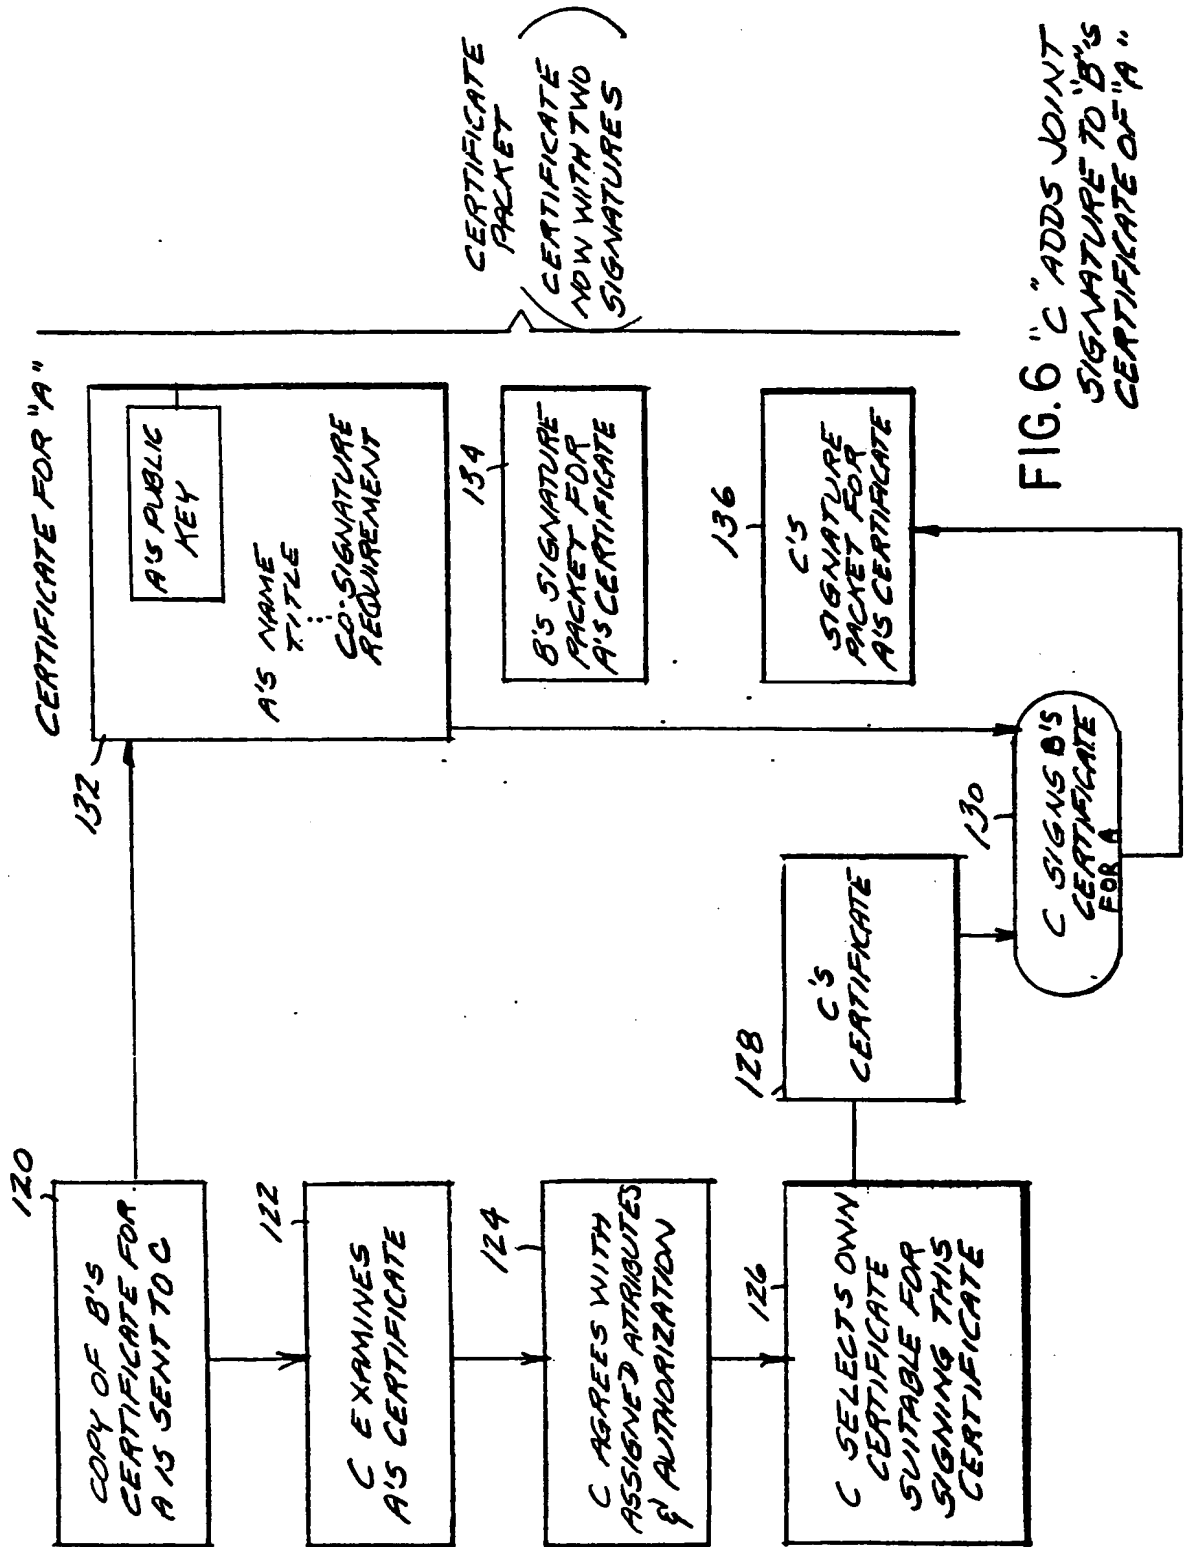 120
COPY OF B'S
CERTIFICATE FOR
A IS SENT TO C
122
C EXAMINES
A'S CERTIFICATE
124
C AGREES WITH
ASSIGNED ATTRIBUTES
& AUTHORIZATION
126
C SELECTS OWN
CERTIFICATE
SUITABLE FOR
SIGNING THIS
CERTIFICATE
128
C'S
CERTIFICATE
130
C SIGNS B'S
CERTIFICATE
FOR A
CERTIFICATE FOR "A"
132
A'S PUBLIC
KEY
A'S NAME
TITLE
CO-SIGNATURE
REQUIREMENT
134
B'S SIGNATURE
PACKET FOR
A'S CERTIFICATE
136
C'S
SIGNATURE
PACKET FOR
A'S CERTIFICATE
CERTIFICATE
PACKET
(CERTIFICATE
NOW WITH TWO
SIGNATURES)
FIG. 6 "C" ADDS JOINT
SIGNATURE TO "B"'S
CERTIFICATE OF "A"